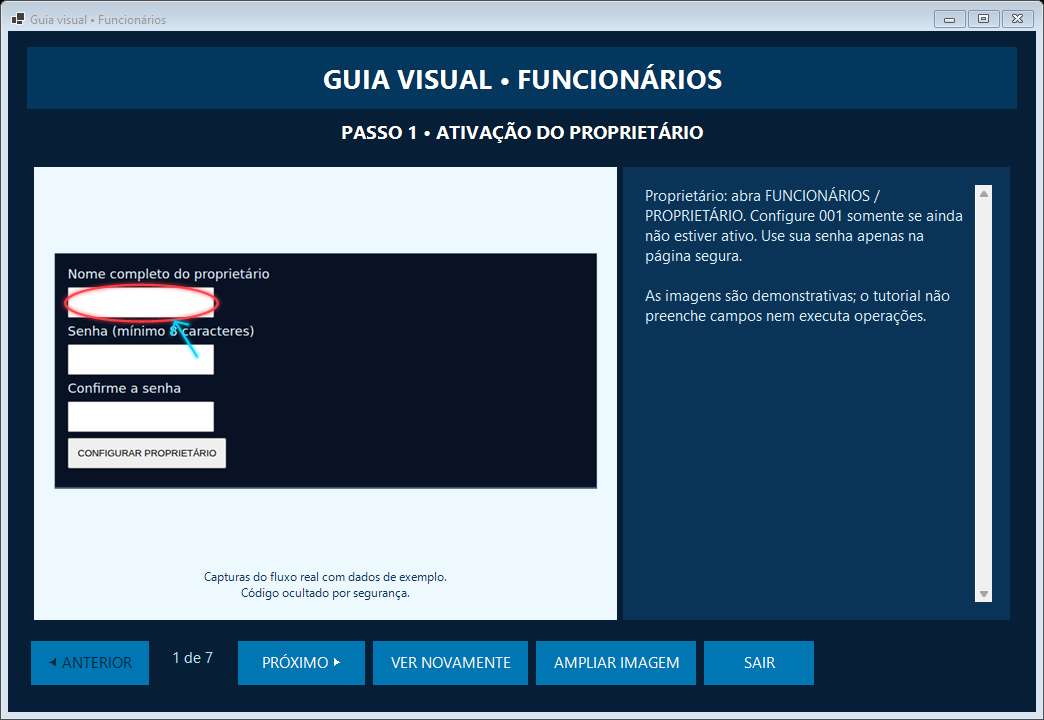 Guia visual • Funcionários
GUIA VISUAL • FUNCIONÁRIOS
PASSO 1 • ATIVAÇÃO DO PROPRIETÁRIO
Nome completo do proprietário
Senha (mínimo 8 caracteres)
Confirme a senha
CONFIGURAR PROPRIETÁRIO
Capturas do fluxo real com dados de exemplo.
Código ocultado por segurança.
Proprietário: abra FUNCIONÁRIOS /
PROPRIETÁRIO. Configure 001 somente se ainda
não estiver ativo. Use sua senha apenas na
página segura.
As imagens são demonstrativas; o tutorial não
preenche campos nem executa operações.
ANTERIOR
1 de 7
PRÓXIMO
VER NOVAMENTE
AMPLIAR IMAGEM
SAIR